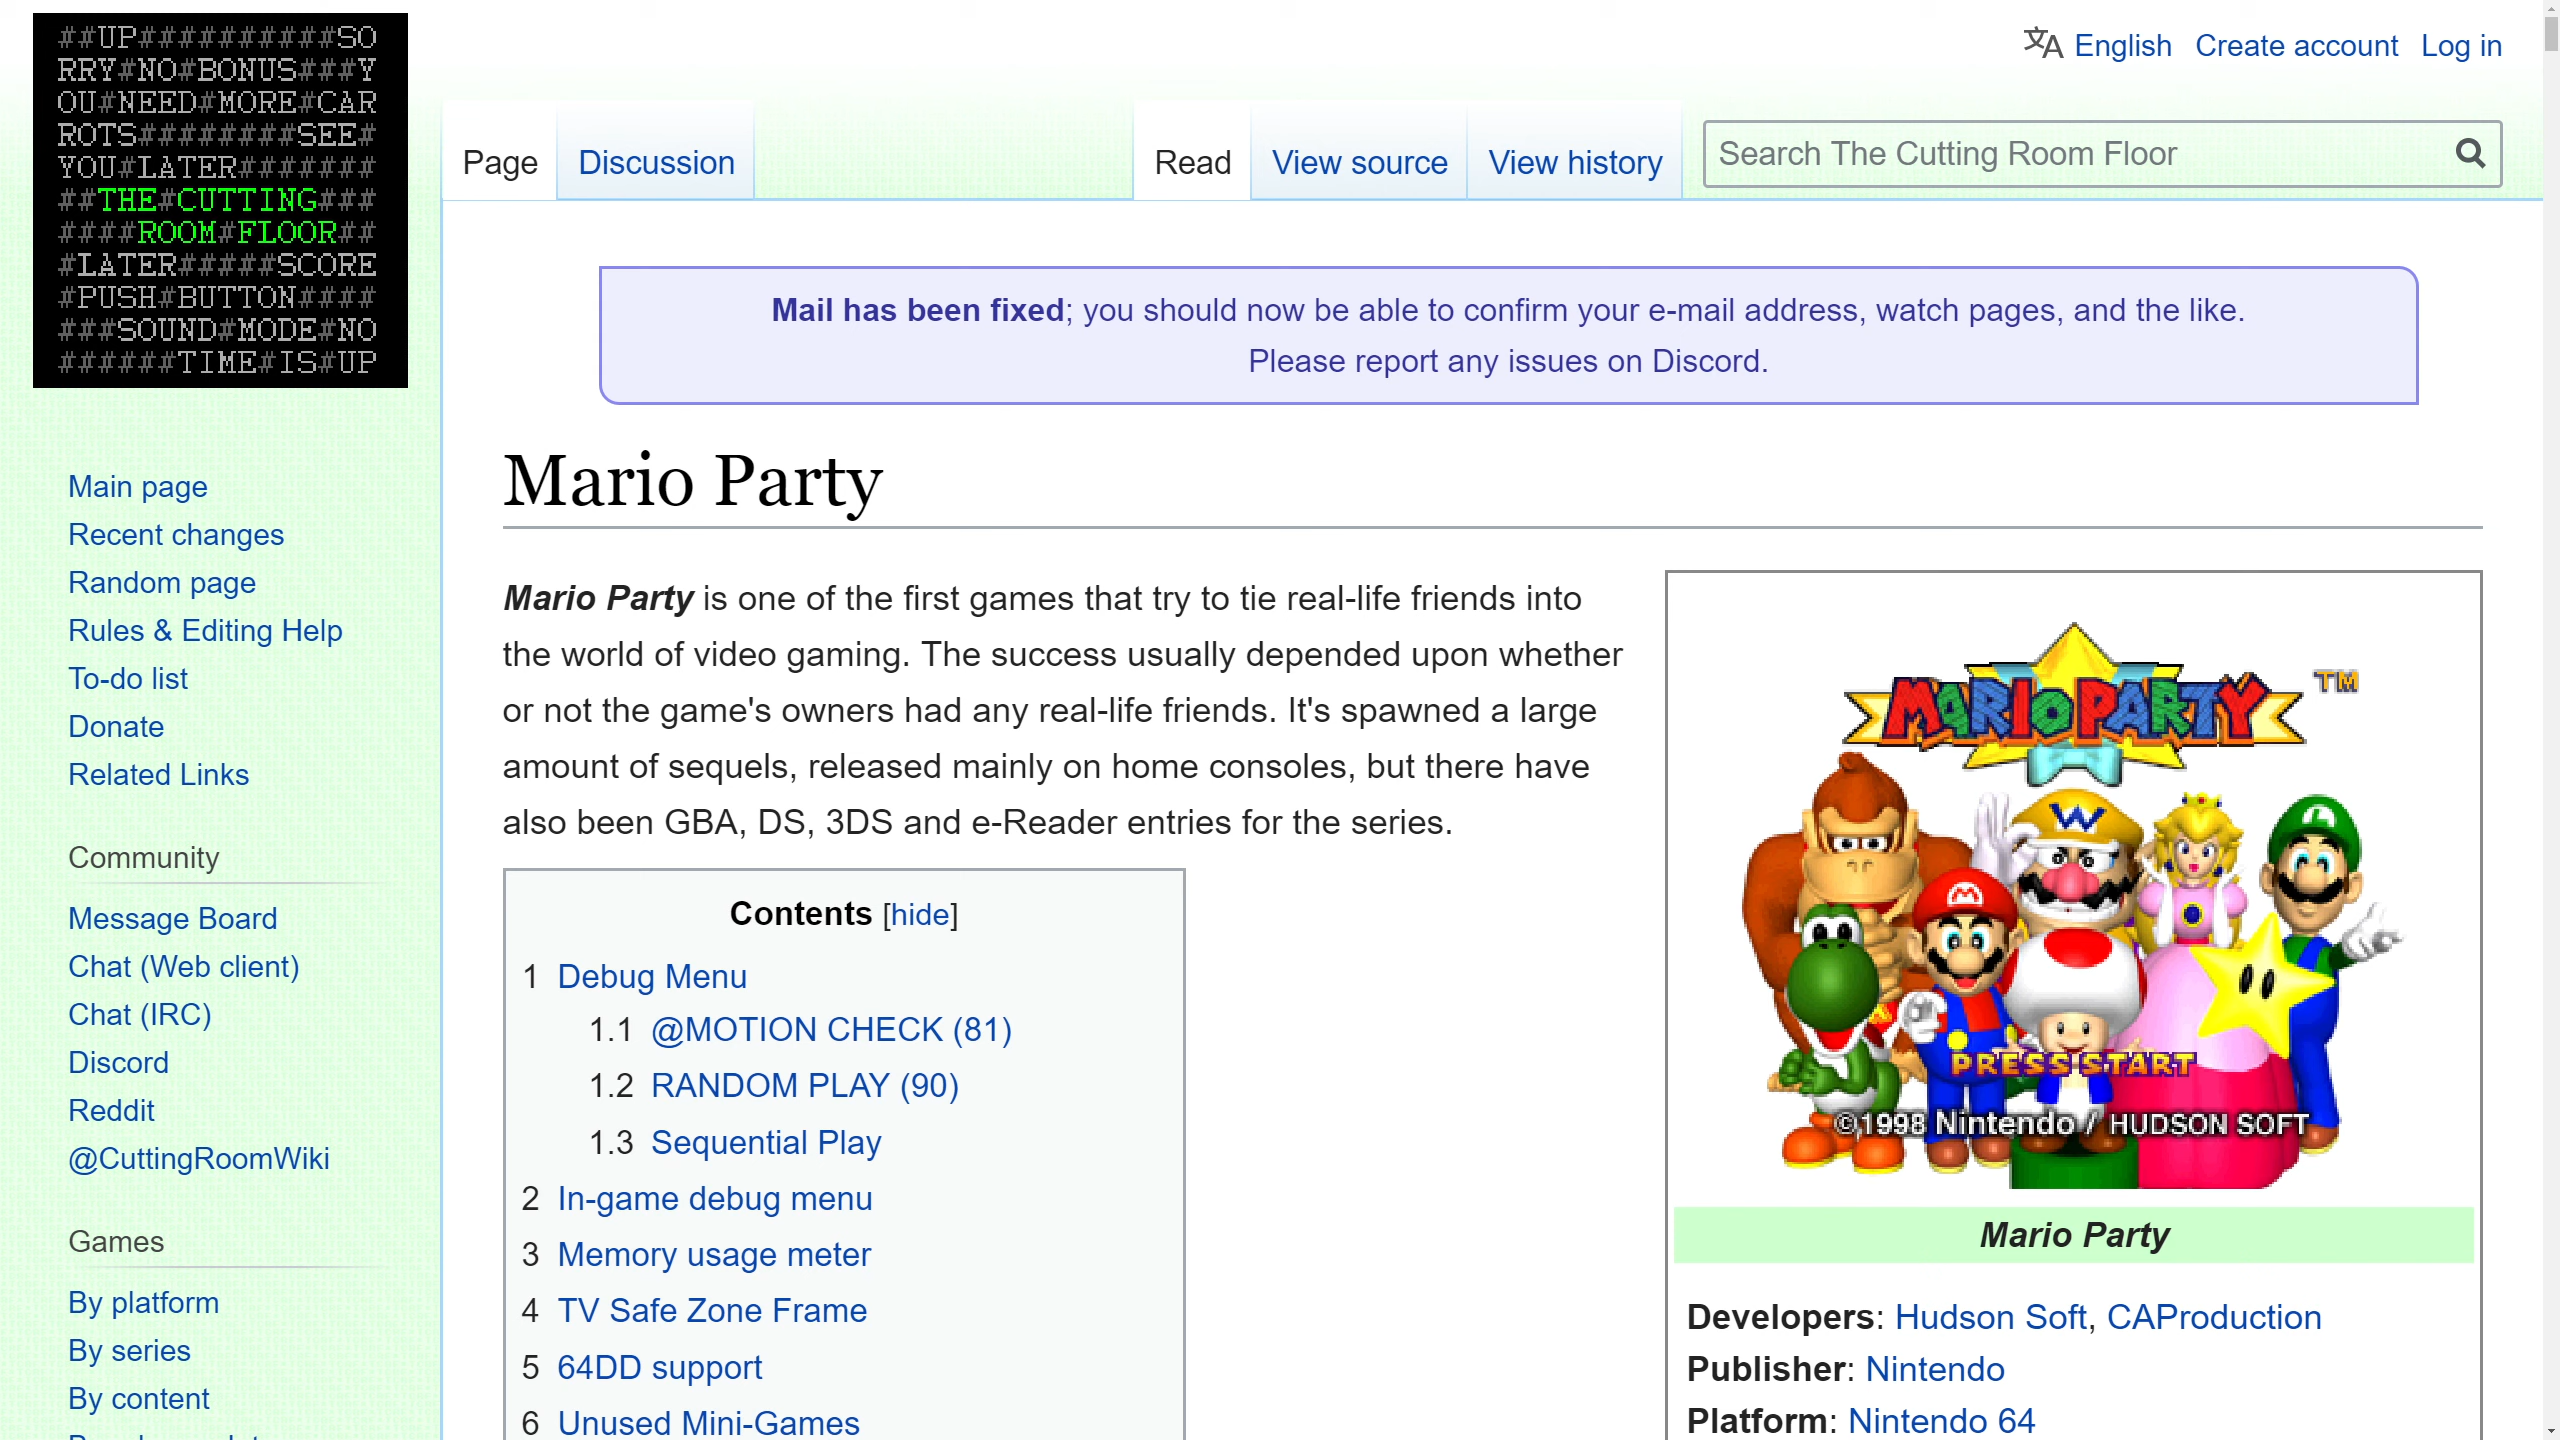 ##UP##########SO
RRY#NO#BONUS###Y
OU#NEED#MORE#CAR
ROTS########SEE#
YOU#LATER#######
##THE#CUTTING###
####ROOM#FLOOR##
#LATER#####SCORE
#PUSH#BUTTON####
###SOUND#MODE#NO
######TIME#IS#UP
文A English Create account Log in
Page Discussion Read View source View history Search The Cutting Room Floor
Mail has been fixed; you should now be able to confirm your e-mail address, watch pages, and the like.
Please report any issues on Discord.
Main page
Recent changes
Random page
Rules & Editing Help
To-do list
Donate
Related Links
Community
Message Board
Chat (Web client)
Chat (IRC)
Discord
Reddit
@CuttingRoomWiki
Games
By platform
By series
By content
Mario Party
Mario Party is one of the first games that try to tie real-life friends into
the world of video gaming. The success usually depended upon whether
or not the game's owners had any real-life friends. It's spawned a large
amount of sequels, released mainly on home consoles, but there have
also been GBA, DS, 3DS and e-Reader entries for the series.
Contents [hide]
1 Debug Menu
1.1 @MOTION CHECK (81)
1.2 RANDOM PLAY (90)
1.3 Sequential Play
2 In-game debug menu
3 Memory usage meter
4 TV Safe Zone Frame
5 64DD support
6 Unused Mini-Games
MARIO PARTY TM
W
L
M
PRESS START
©1998 Nintendo / HUDSON SOFT
Mario Party
Developers: Hudson Soft, CAProduction
Publisher: Nintendo
Platform: Nintendo 64